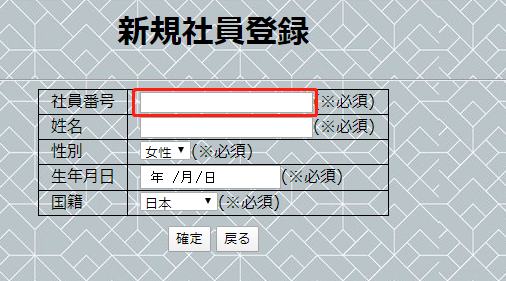 新規社員登録
社員番号 (※必須)
姓名 (※必須)
性別 女性 (※必須)
生年月日 年 /月/日 (※必須)
国籍 日本 (※必須)
確定 戻る